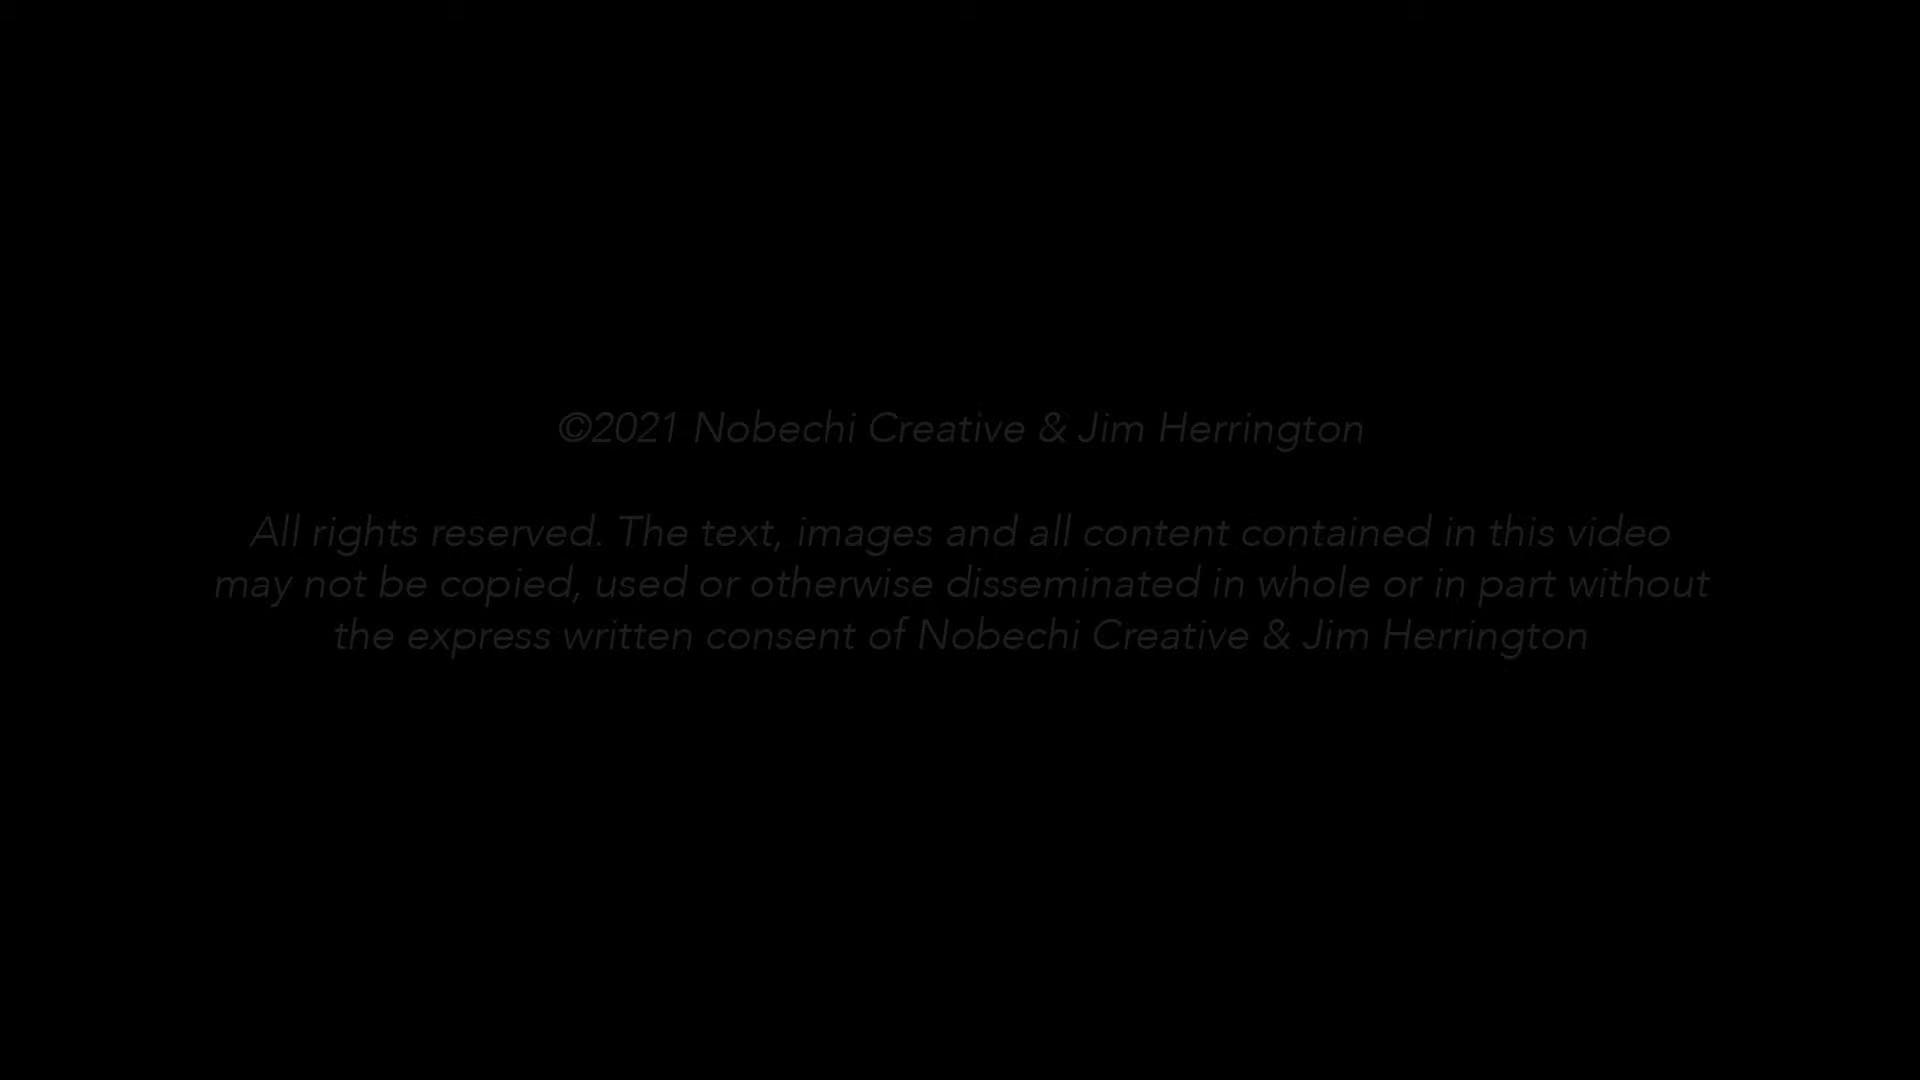 ©2021 Nobechi Creative & Jim Herrington
All rights reserved. The text, images and all content contained in this video
may not be copied, used or otherwise disseminated in whole or in part without
the express written consent of Nobechi Creative & Jim Herrington